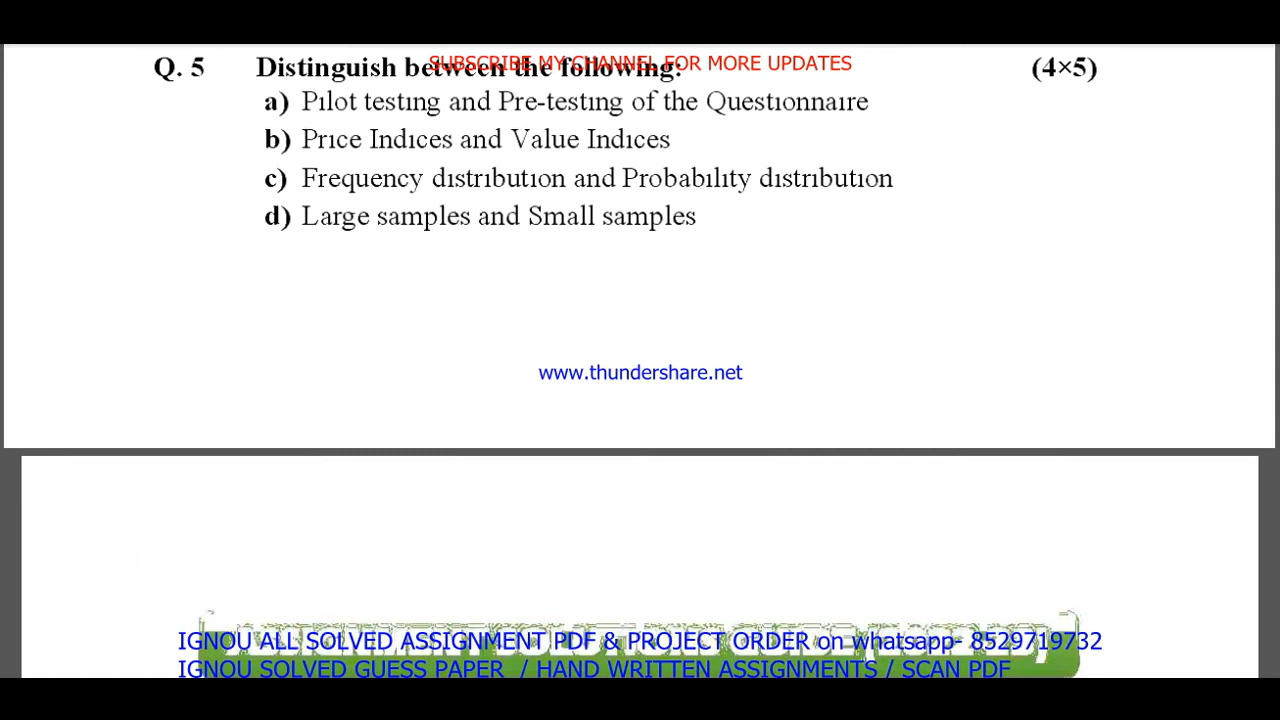 SUBSCRIBE MY CHANNEL FOR MORE UPDATES
Q. 5 Distinguish between the following: (4×5)
a) Pilot testing and Pre-testing of the Questionnaire
b) Price Indices and Value Indices
c) Frequency distribution and Probability distribution
d) Large samples and Small samples
www.thundershare.net
IGNOU ALL SOLVED ASSIGNMENT PDF & PROJECT ORDER on whatsapp- 8529719732
IGNOU SOLVED GUESS PAPER / HAND WRITTEN ASSIGNMENTS / SCAN PDF